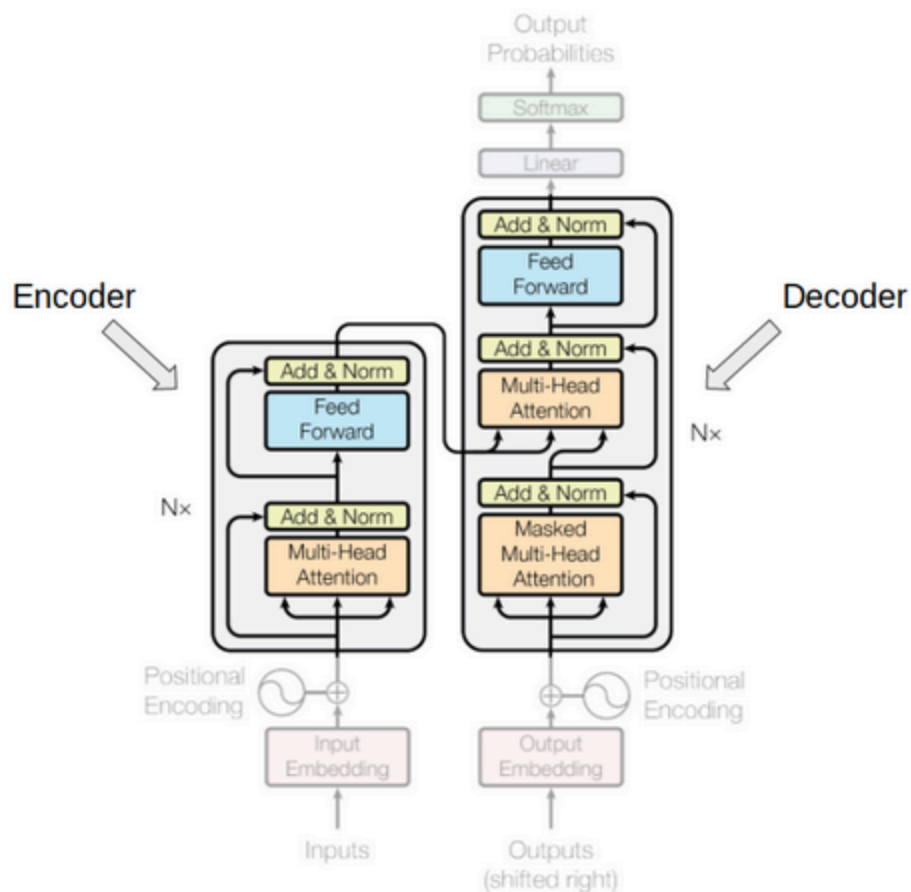 Output
Probabilities
Softmax
Linear
Add & Norm
Feed
Forward
Add & Norm
Multi-Head
Attention
Add & Norm
Masked
Multi-Head
Attention
Nx
Decoder
Encoder
Add & Norm
Feed
Forward
Nx
Add & Norm
Multi-Head
Attention
Positional
Encoding
Positional
Encoding
Input
Embedding
Output
Embedding
Inputs
Outputs
(shifted right)